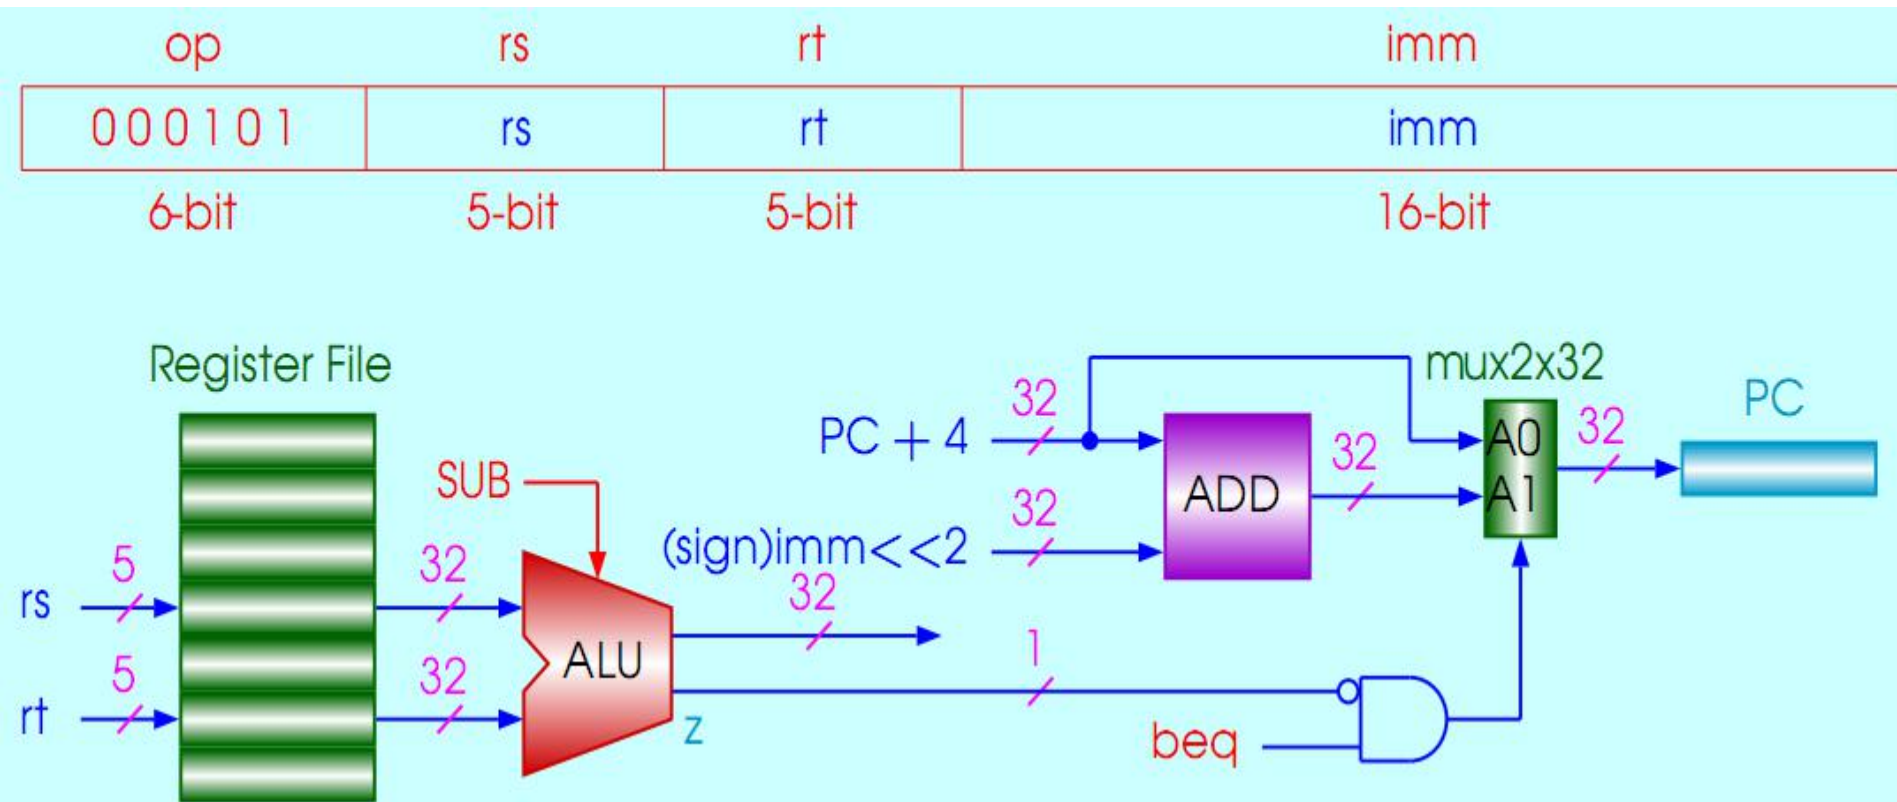 op rs rt imm
000101 rs rt imm
6-bit 5-bit 5-bit 16-bit
Register File
mux2x32
PC
32
PC + 4
A0
32
SUB
32
ADD
A1
32
(sign)imm<<2
5
32
32
rs
ALU
1
5
32
rt
z
beq